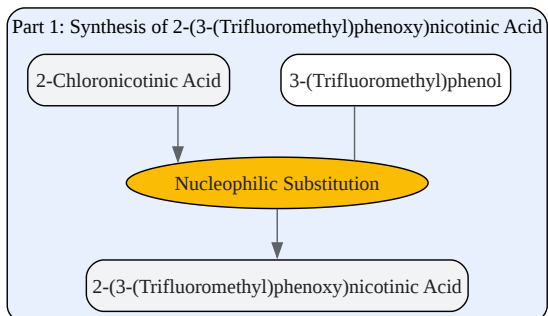 Part 1: Synthesis of 2-(3-(Trifluoromethyl)phenoxy)nicotinic Acid
2-Chloronicotinic Acid
3-(Trifluoromethyl)phenol
Nucleophilic Substitution
2-(3-(Trifluoromethyl)phenoxy)nicotinic Acid